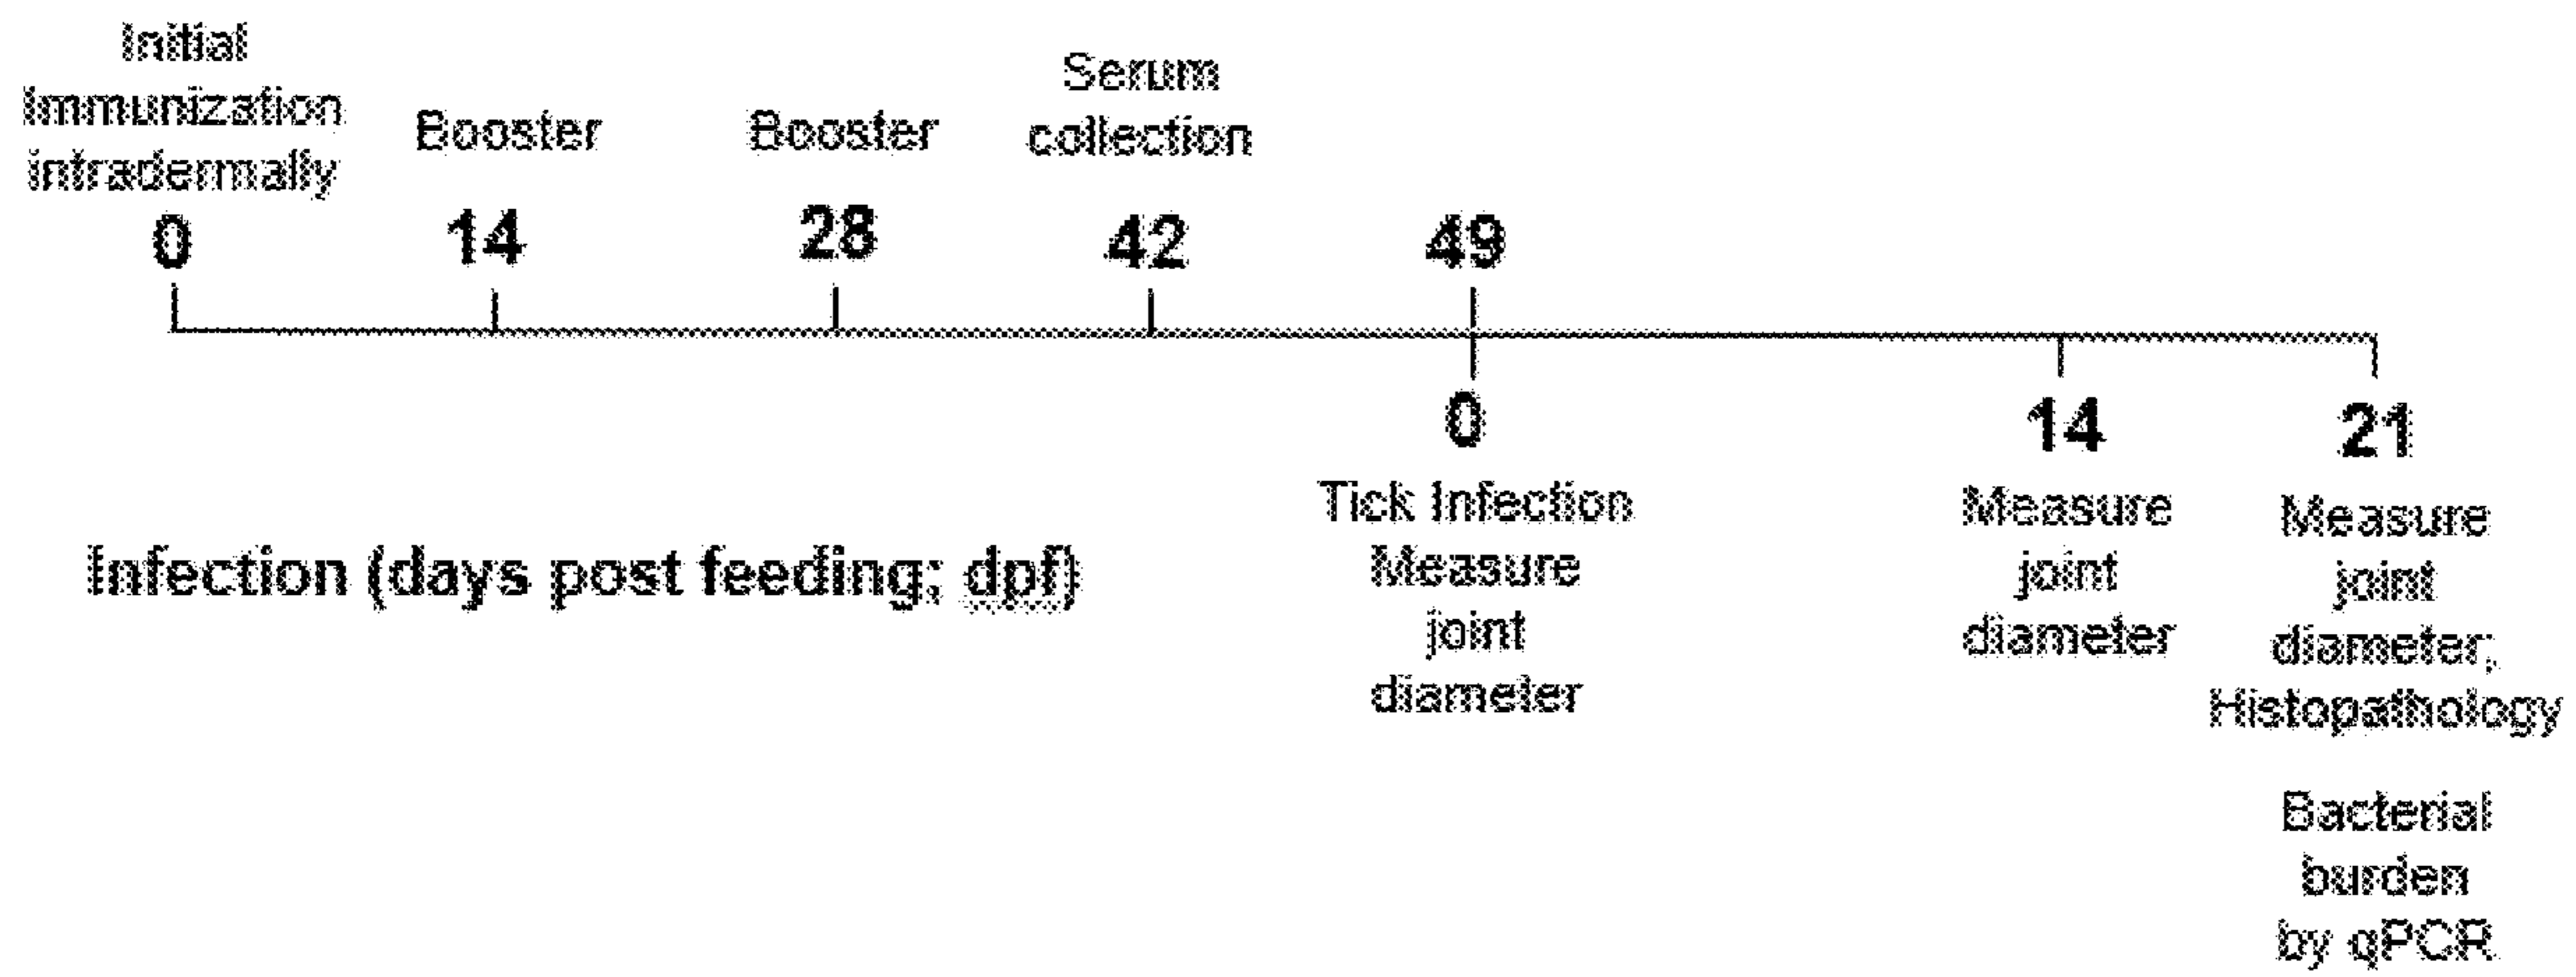 Initial
Immunization
intradermally
Booster
Booster
Serum
collection
0
14
28
42
49
0
14
21
Tick Infection
Measure
joint
diameter
Measure
joint
diameter
Measure
joint
diameter;
Histopathology
Bacterial
burden
by qPCR
Infection (days post feeding; dpf)